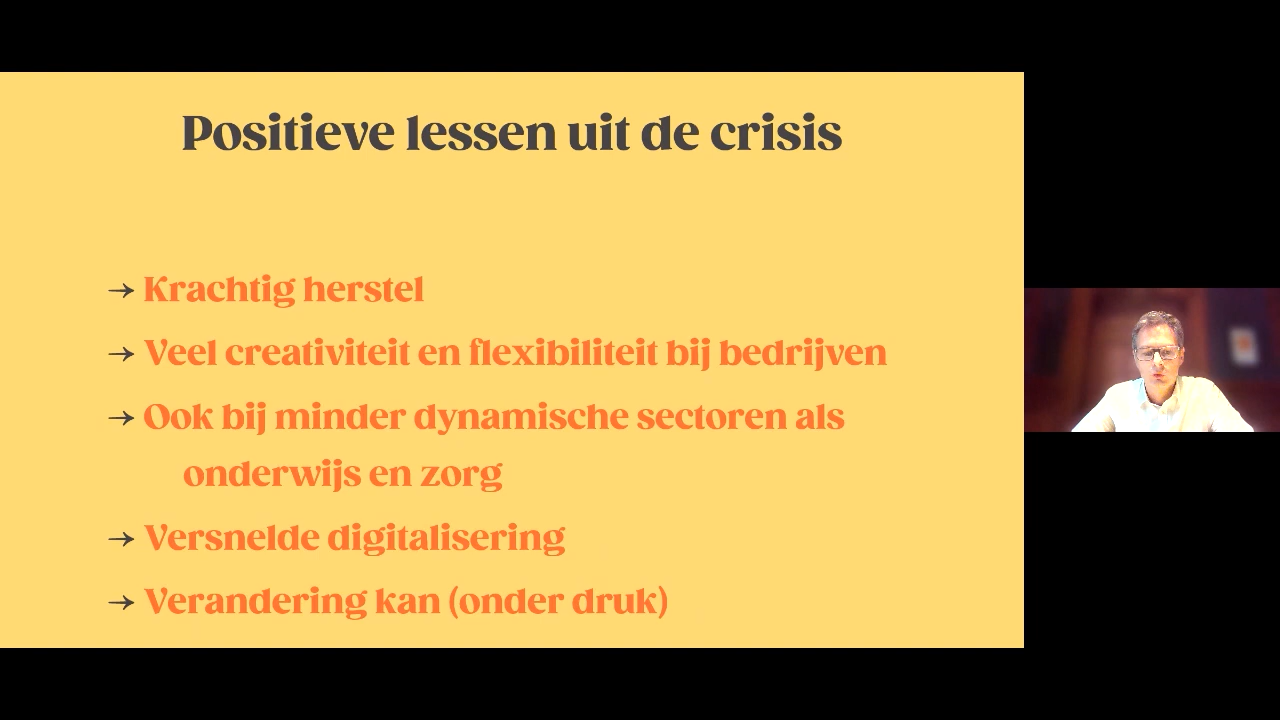 Positieve lessen uit de crisis
→ Krachtig herstel
→ Veel creativiteit en flexibiliteit bij bedrijven
→ Ook bij minder dynamische sectoren als
onderwijs en zorg
→ Versnelde digitalisering
→ Verandering kan (onder druk)